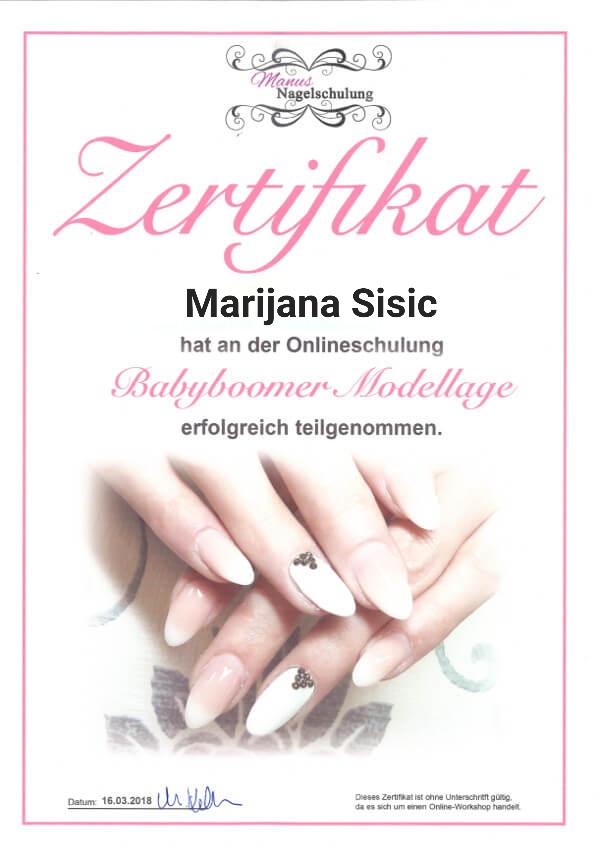 Manus
Nagelschulung
Zertifikat
Marijana Sisic
hat an der Onlineschulung
Babyboomer Modellage
erfolgreich teilgenommen.
Datum: 16.03.2018
Dieses Zertifikat ist ohne Unterschrift gültig,
da es sich um einen Online-Workshop handelt.